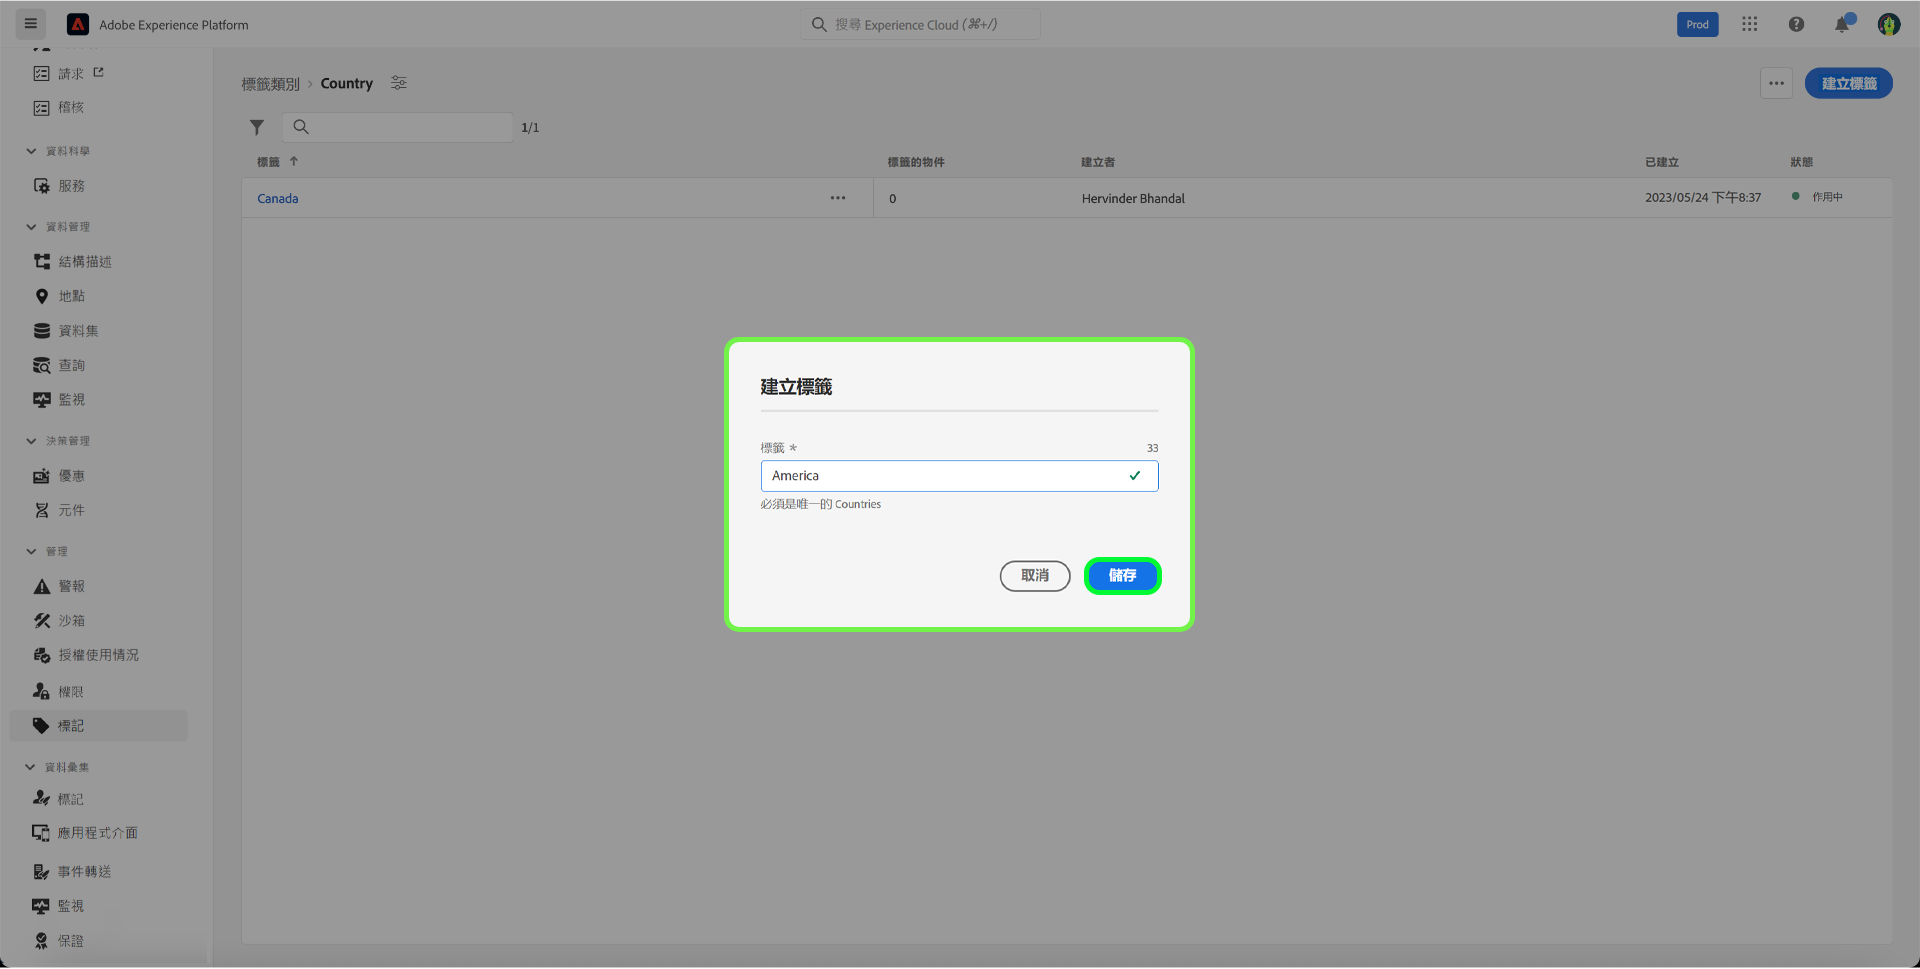 Adobe Experience Platform
搜尋 Experience Cloud (⌘+/)
Prod
請求
稽核
資料科學
服務
資料管理
結構描述
地點
資料集
查詢
監視
決策管理
優惠
元件
管理
警報
沙箱
授權使用情況
權限
標記
資料彙集
標記
應用程式介面
事件轉送
監視
保證
標籤類別 › Country
建立標籤
1/1
標籤 ↑ 標籤的物件 建立者 已建立 狀態
Canada 0 Hervinder Bhandal 2023/05/24 下午8:37 作用中
建立標籤
標籤 * 33
America
必須是唯一的 Countries
取消 儲存